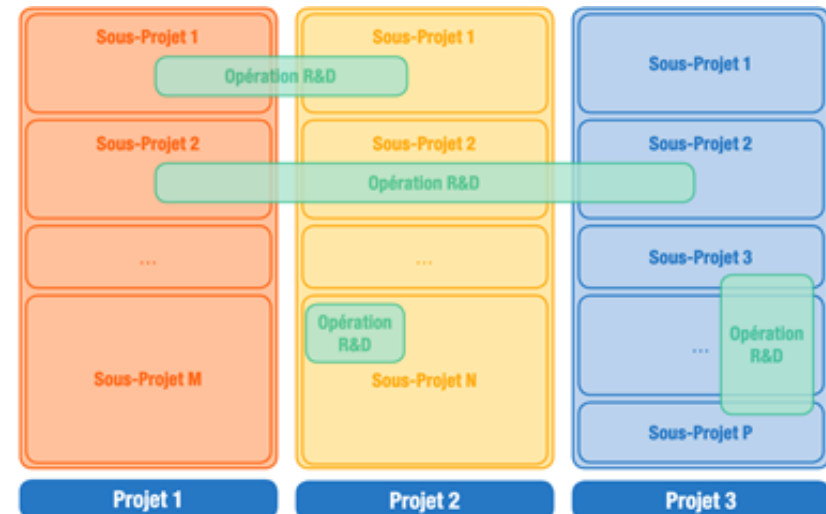 Sous-Projet 1
Sous-Projet 1
Sous-Projet 1
Opération R&D
Sous-Projet 2
Sous-Projet 2
Sous-Projet 2
Opération R&D
...
...
Sous-Projet 3
Opération
R&D
...
Opération
R&D
Sous-Projet M
Sous-Projet N
Sous-Projet P
Projet 1
Projet 2
Projet 3